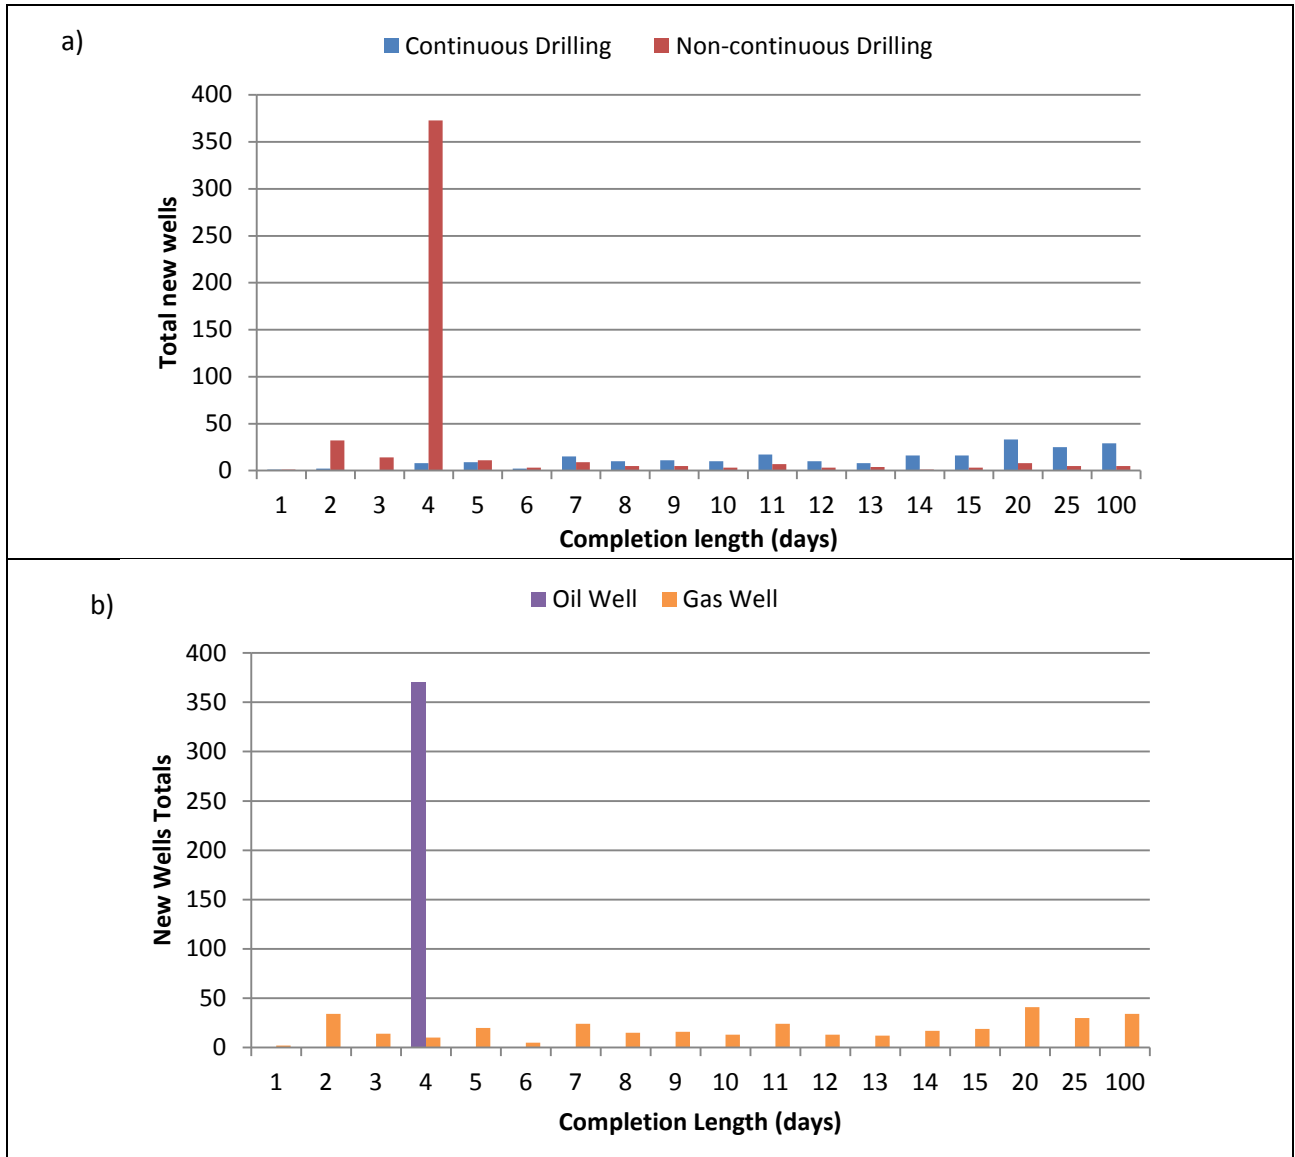 a)
Continuous Drilling Non-continuous Drilling
400
350
300
250
200
150
100
50
0
Total new wells
1 2 3 4 5 6 7 8 9 10 11 12 13 14 15 20 25 100
Completion length (days)
b)
Oil Well Gas Well
400
350
300
250
200
150
100
50
0
New Wells Totals
1 2 3 4 5 6 7 8 9 10 11 12 13 14 15 20 25 100
Completion Length (days)